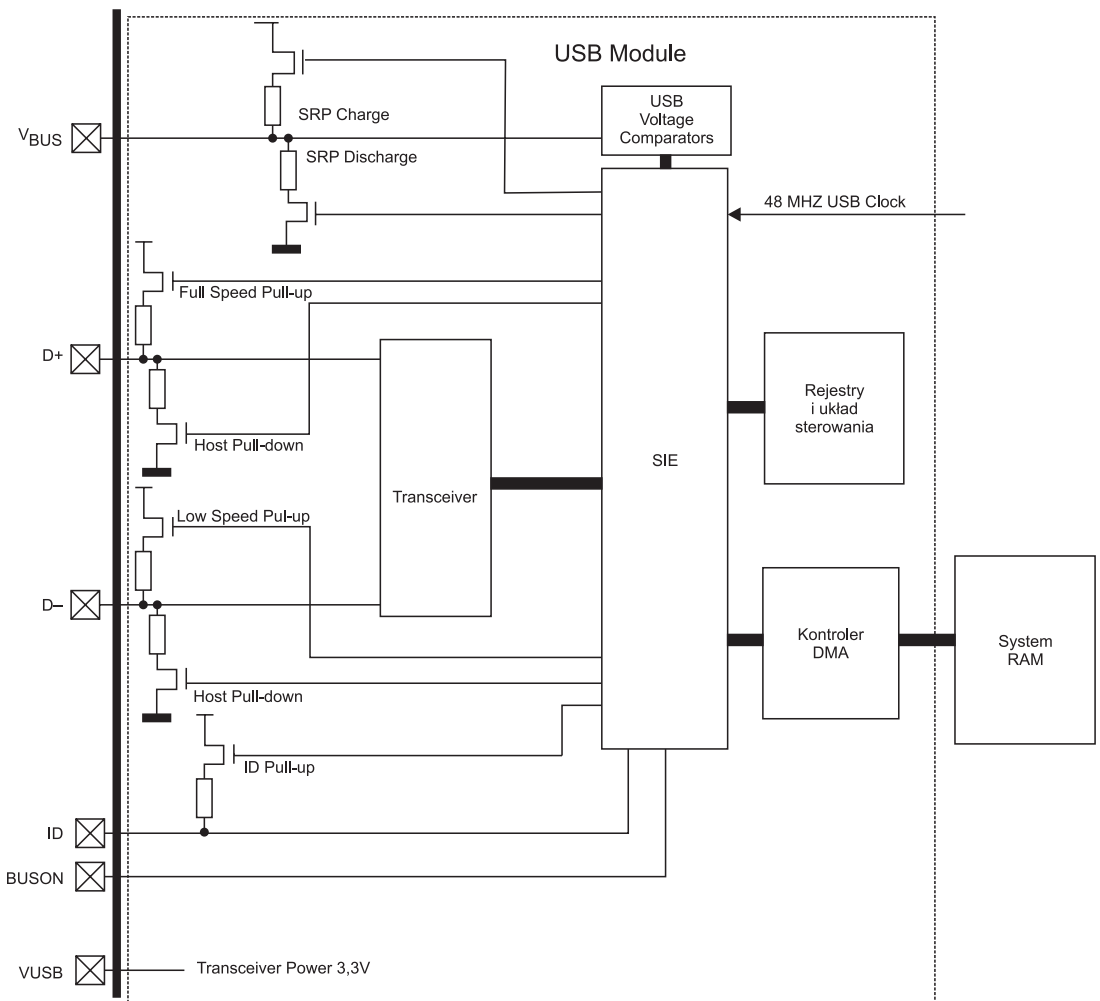 USB Module
USB
Voltage
Comparators
SRP Charge
VBUS
SRP Discharge
48 MHZ USB Clock
Full Speed Pull-up
D+
Rejestry
i układ
sterowania
Host Pull-down
SIE
Transceiver
Low Speed Pul-up
D–
Kontroler
DMA
System
RAM
Host Pull-down
ID Pull-up
ID
BUSON
VUSB
Transceiver Power 3,3V